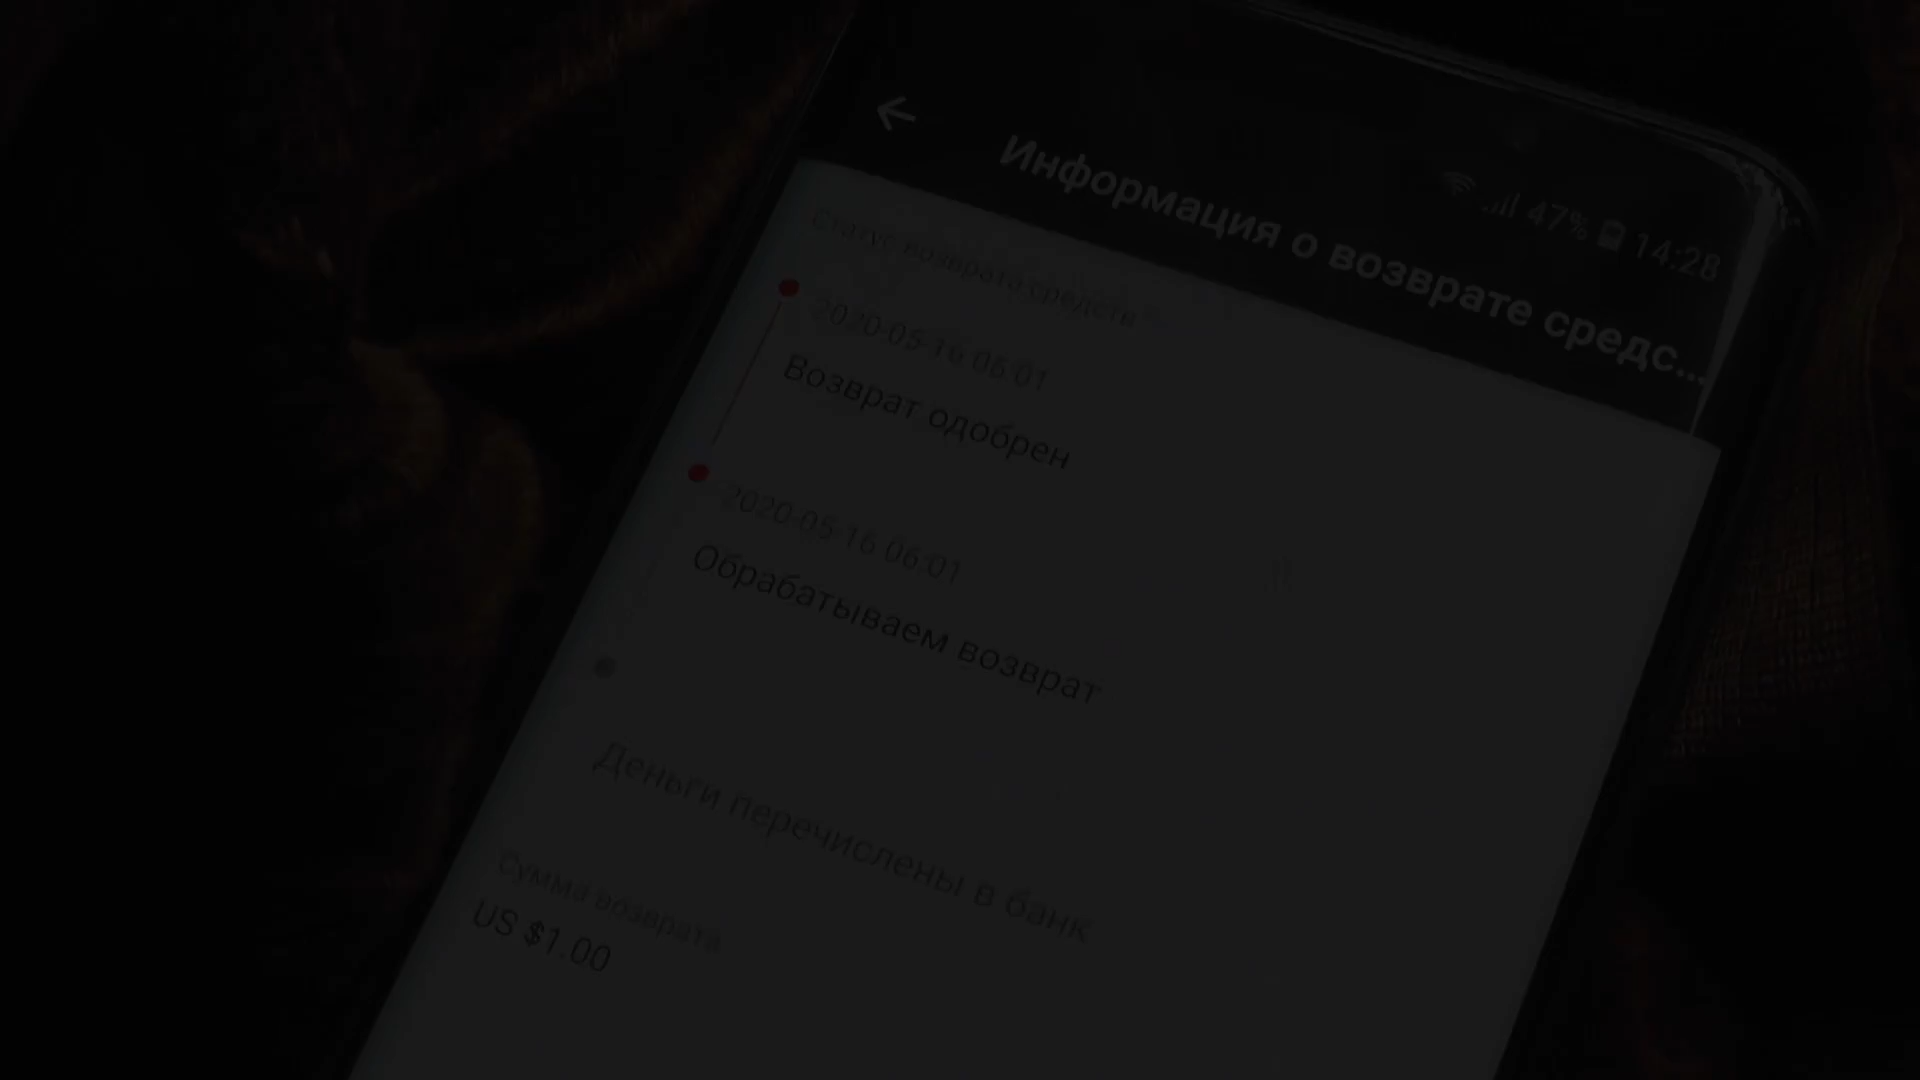 47% 14:28
Информация о возврате средс...
Статус возврата средств
2020-05-16 06:01
Возврат одобрен
2020-05-16 06:01
Обрабатываем возврат
Деньги перечислены в банк
Сумма возврата
US $1.00